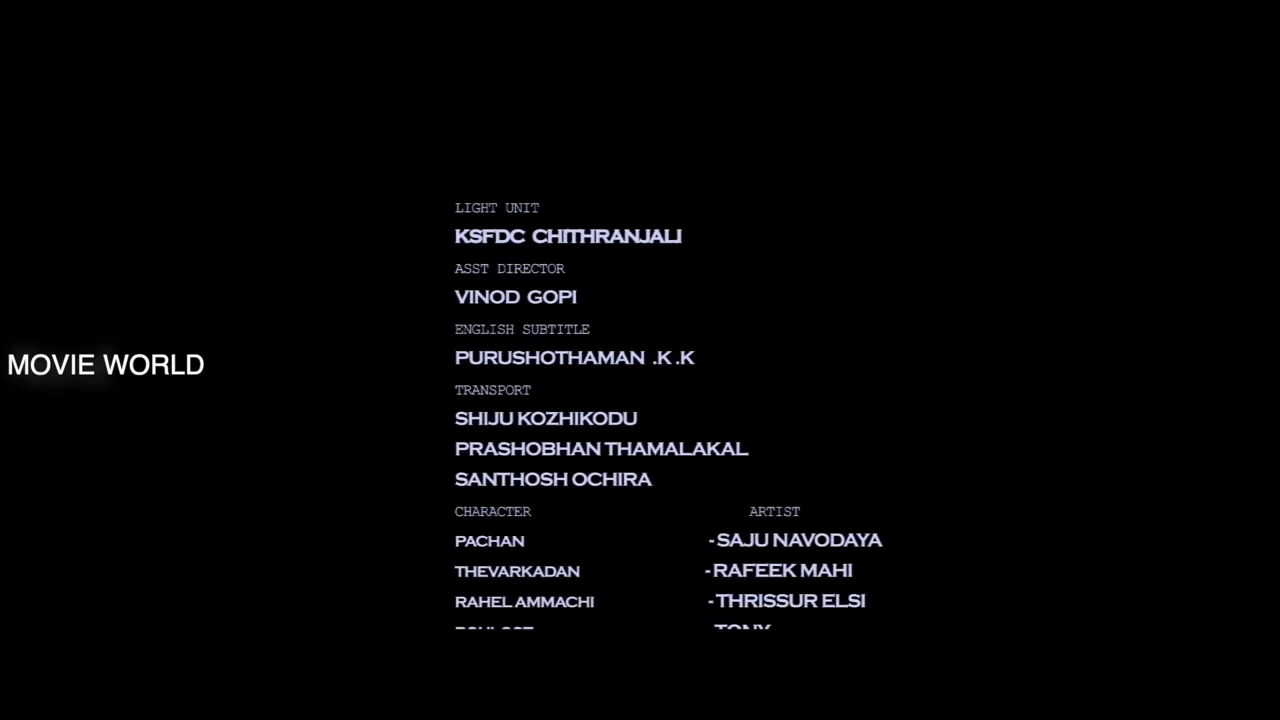 LIGHT UNIT
KSFDC CHITHRANJALI
ASST DIRECTOR
VINOD GOPI
ENGLISH SUBTITLE
PURUSHOTHAMAN .K .K
MOVIE WORLD
TRANSPORT
SHIJU KOZHIKODU
PRASHOBHAN THAMALAKAL
SANTHOSH OCHIRA
CHARACTER ARTIST
PACHAN - SAJU NAVODAYA
THEVARKADAN - RAFEEK MAHI
RAHEL AMMACHI - THRISSUR ELSI
TONY